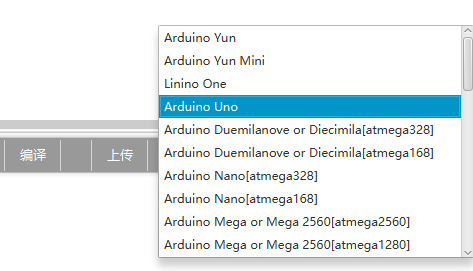 Arduino Yun
Arduino Yun Mini
Linino One
Arduino Uno
Arduino Duemilanove or Diecimila[atmega328]
Arduino Duemilanove or Diecimila[atmega168]
Arduino Nano[atmega328]
Arduino Nano[atmega168]
Arduino Mega or Mega 2560[atmega2560]
Arduino Mega or Mega 2560[atmega1280]
编译 上传